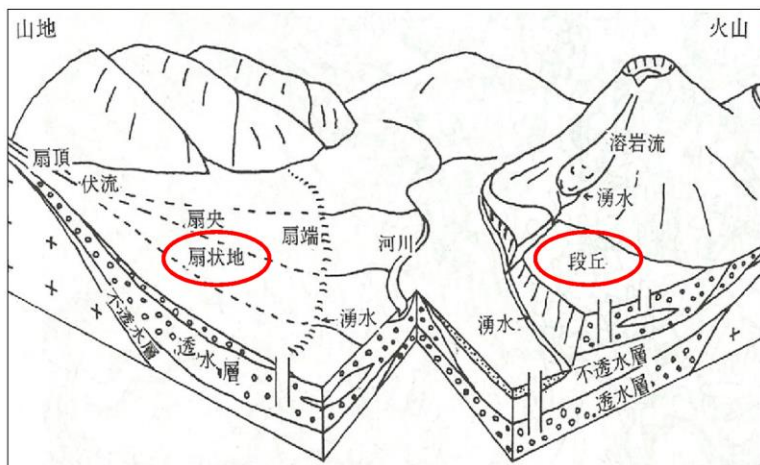 山地
火山
扇頂
伏流
扇央
扇端
扇状地
河川
溶岩流
←湧水
段丘
←湧水
湧水
不透水層
透水層
不透水層
透水層